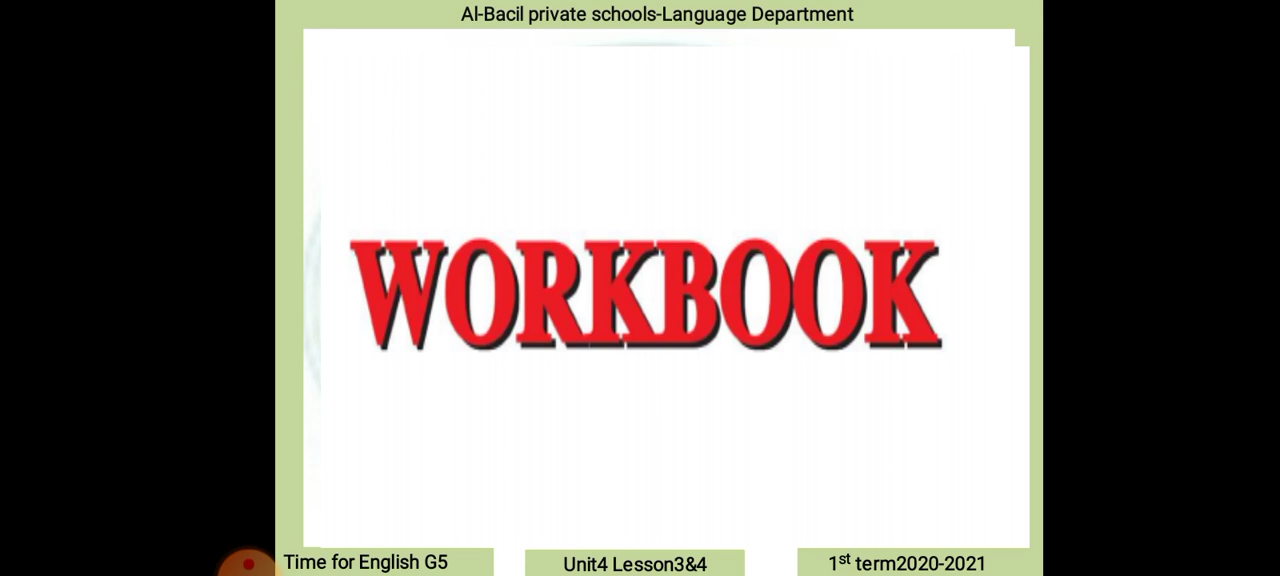 Al-Bacil private schools-Language Department
WORKBOOK
Time for English G5
Unit4 Lesson3&4
1st term2020-2021